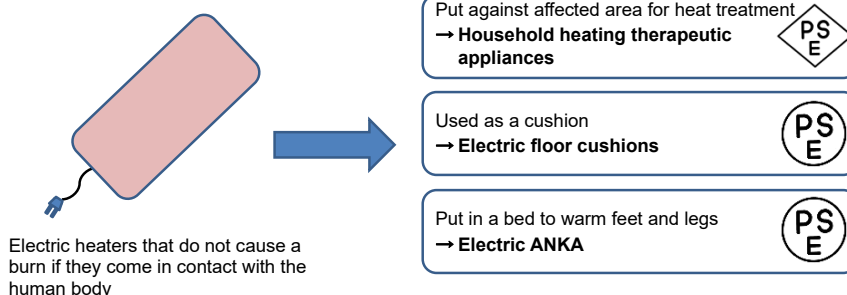 Put against affected area for heat treatment
→ Household heating therapeutic
appliances
PS
E
Used as a cushion
→ Electric floor cushions
PS
E
Put in a bed to warm feet and legs
→ Electric ANKA
PS
E
Electric heaters that do not cause a
burn if they come in contact with the
human body